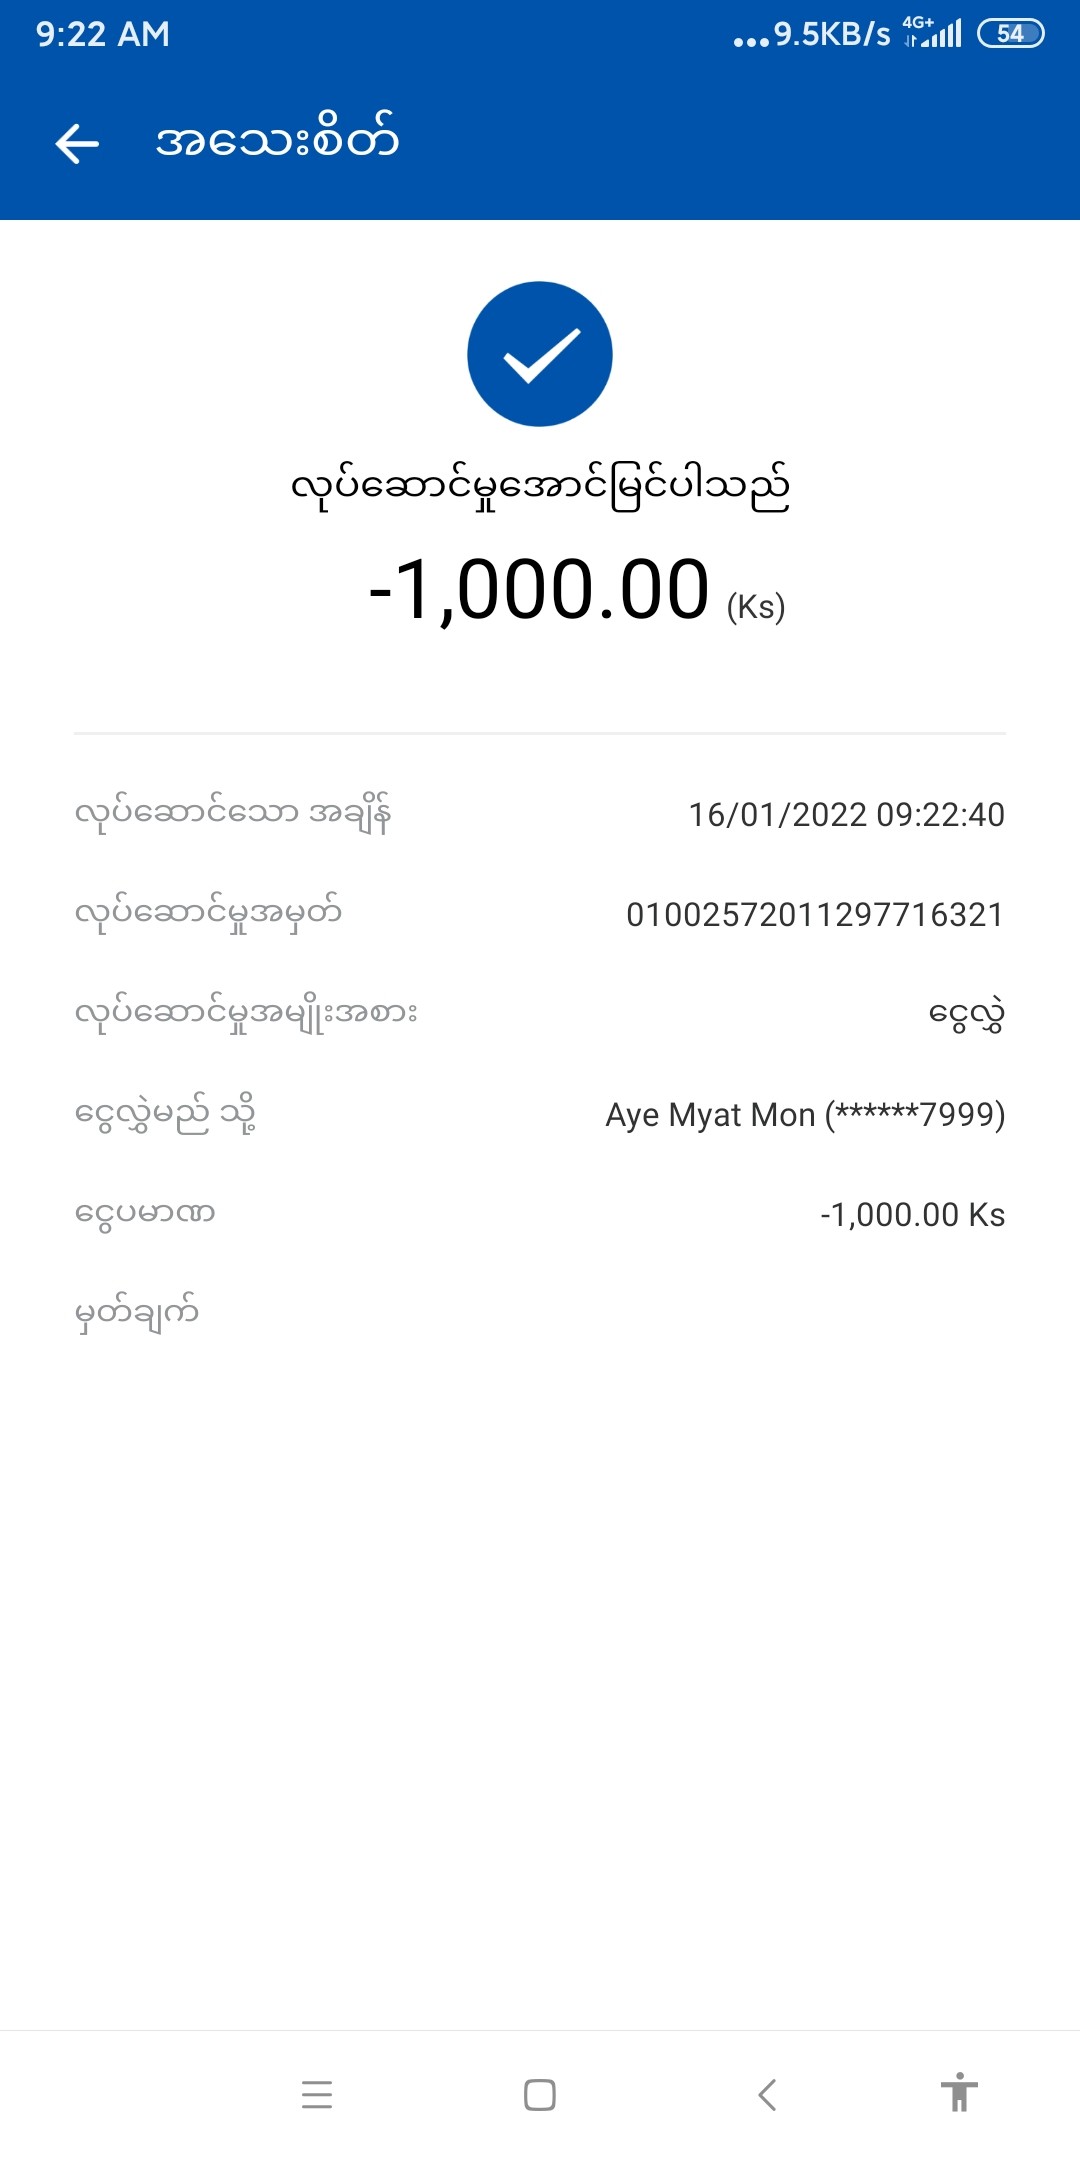 9:22 AM
...9.5KB/s 4G+ 54
အသေးစိတ်
လုပ်ဆောင်မှုအောင်မြင်ပါသည်
-1,000.00 (Ks)
လုပ်ဆောင်သော အချိန် 16/01/2022 09:22:40
လုပ်ဆောင်မှုအမှတ် 01002572011297716321
လုပ်ဆောင်မှုအမျိုးအစား ငွေလွှဲ
ငွေလွှဲမည် သို့ Aye Myat Mon (******7999)
ငွေပမာဏ -1,000.00 Ks
မှတ်ချက်